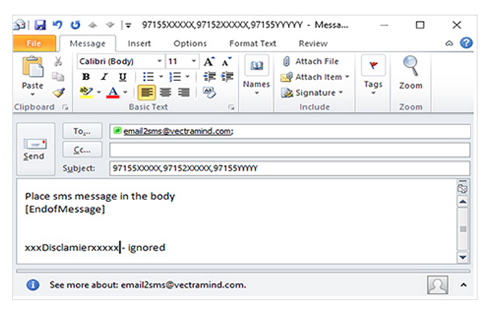 97155XXXXX,97152XXXXX,97155YYYYY - Messa...
File Message Insert Options Format Text Review
Calibri (Body) 11 A A
Paste
B I U
Clipboard
Basic Text
Names
Attach File
Attach Item
Signature
Include
Tags
Zoom
Zoom
Send
To... email2sms@vectramind.com;
Cc...
Subject: 97155XXXXX,97152XXXXX,97155YYYY
Place sms message in the body
[EndofMessage]
xxxDisclamierxxxxx - ignored
See more about: email2sms@vectramind.com.